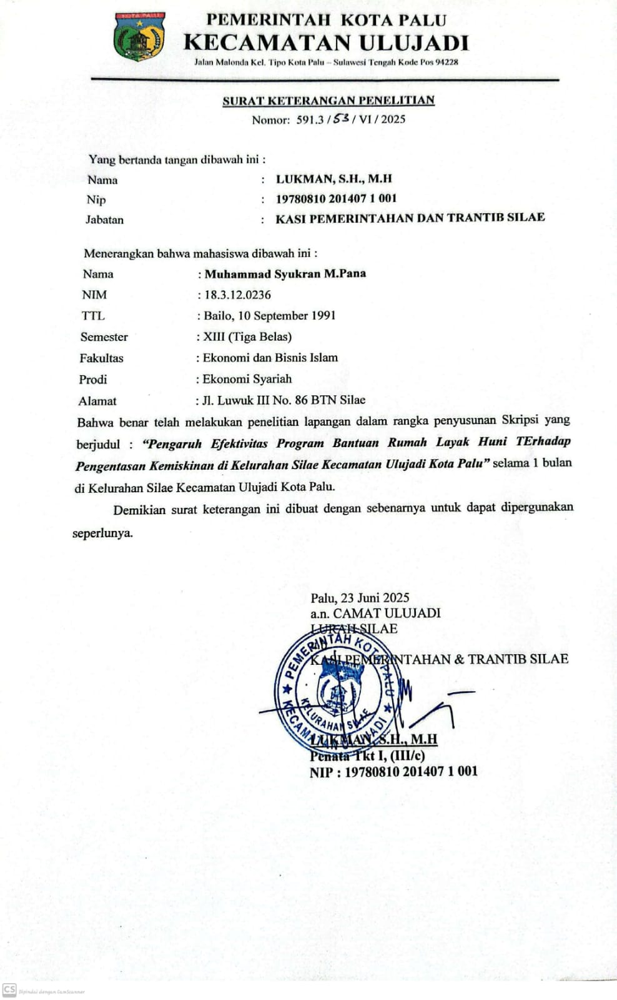 KOTA PALU
PEMERINTAH KOTA PALU
KECAMATAN ULUJADI
Jalan Malonda Kel. Tipo Kota Palu – Sulawesi Tengah Kode Pos 94228
SURAT KETERANGAN PENELITIAN
Nomor: 591.3 / 53 / VI / 2025
Yang bertanda tangan dibawah ini :
Nama : LUKMAN, S.H., M.H
Nip : 19780810 201407 1 001
Jabatan : KASI PEMERINTAHAN DAN TRANTIB SILAE
Menerangkan bahwa mahasiswa dibawah ini :
Nama : Muhammad Syukran M.Pana
NIM : 18.3.12.0236
TTL : Bailo, 10 September 1991
Semester : XIII (Tiga Belas)
Fakultas : Ekonomi dan Bisnis Islam
Prodi : Ekonomi Syariah
Alamat : Jl. Luwuk III No. 86 BTN Silae
Bahwa benar telah melakukan penelitian lapangan dalam rangka penyusunan Skripsi yang
berjudul : “Pengaruh Efektivitas Program Bantuan Rumah Layak Huni TErhadap
Pengentasan Kemiskinan di Kelurahan Silae Kecamatan Ulujadi Kota Palu” selama 1 bulan
di Kelurahan Silae Kecamatan Ulujadi Kota Palu.
Demikian surat keterangan ini dibuat dengan sebenarnya untuk dapat dipergunakan
seperlunya.
Palu, 23 Juni 2025
a.n. CAMAT ULUJADI
LURAH SILAE
KASI PEMERINTAHAN & TRANTIB SILAE
PEMERINTAH KOTA PALU
KELURAHAN SILAE
KECAMATAN ULUJADI
LUKMAN, S.H., M.H
Penata Tkt I, (III/c)
NIP : 19780810 201407 1 001
CS Dipindai dengan CamScanner